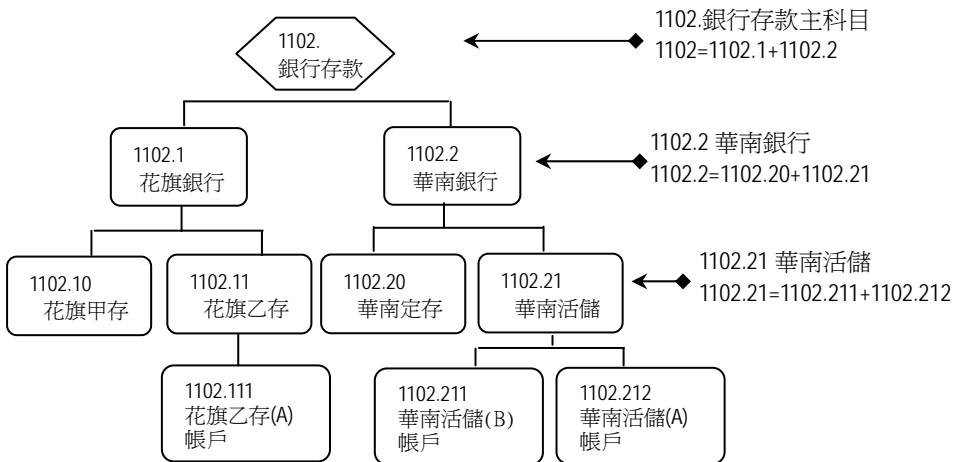 1102.
銀行存款
1102.銀行存款主科目
1102=1102.1+1102.2
1102.1
花旗銀行
1102.2
華南銀行
1102.2 華南銀行
1102.2=1102.20+1102.21
1102.10
花旗甲存
1102.11
花旗乙存
1102.20
華南定存
1102.21
華南活儲
1102.21 華南活儲
1102.21=1102.211+1102.212
1102.111
花旗乙存(A)
帳戶
1102.211
華南活儲(B)
帳戶
1102.212
華南活儲(A)
帳戶